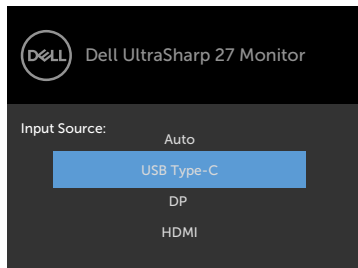 DELL
Dell UltraSharp 27 Monitor
Input Source:
Auto
USB Type-C
DP
HDMI